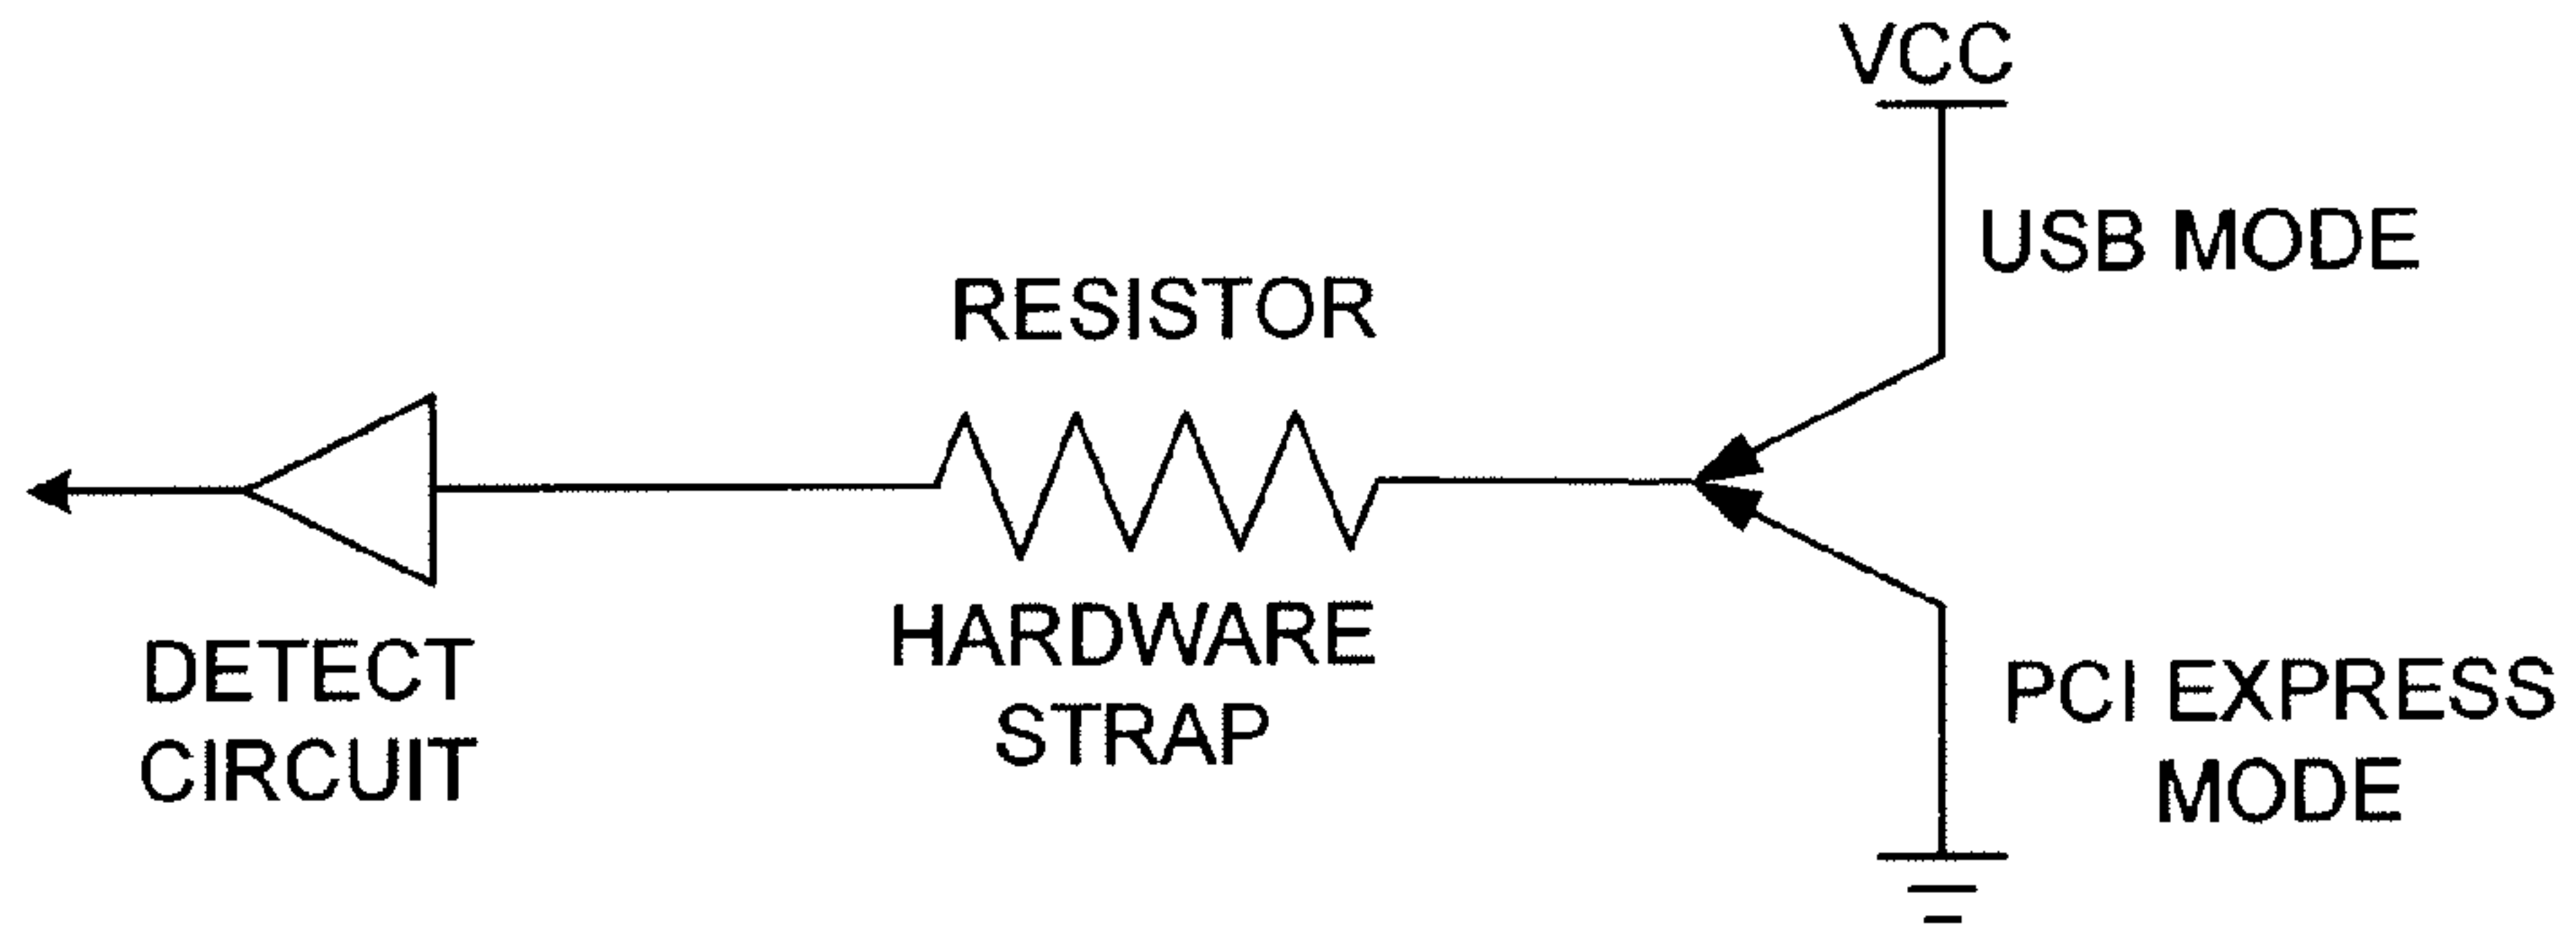 VCC
USB MODE
RESISTOR
HARDWARE
STRAP
DETECT
CIRCUIT
PCI EXPRESS
MODE